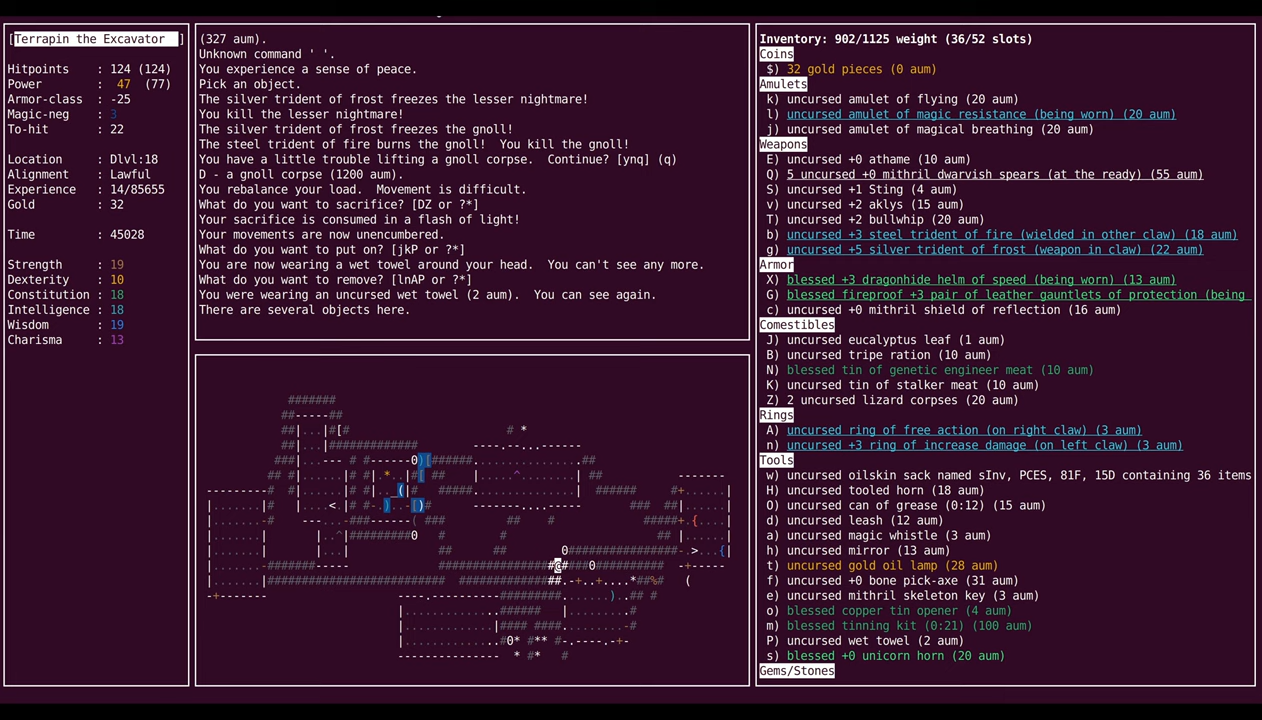 [Terrapin the Excavator ]
Hitpoints : 124 (124)
Power : 47 (77)
Armor-class : -25
Magic-neg : 3
To-hit : 22
Location : Dlvl:18
Alignment : Lawful
Experience : 14/85655
Gold : 32
Time : 45028
Strength : 19
Dexterity : 10
Constitution : 18
Intelligence : 18
Wisdom : 19
Charisma : 13
(327 aum).
Unknown command ' '.
You experience a sense of peace.
Pick an object.
The silver trident of frost freezes the lesser nightmare!
You kill the lesser nightmare!
The silver trident of frost freezes the gnoll!
The steel trident of fire burns the gnoll! You kill the gnoll!
You have a little trouble lifting a gnoll corpse. Continue? [ynq] (q)
D - a gnoll corpse (1200 aum).
You rebalance your load. Movement is difficult.
What do you want to sacrifice? [DZ or ?*]
Your sacrifice is consumed in a flash of light!
Your movements are now unencumbered.
What do you want to put on? [jkP or ?*]
You are now wearing a wet towel around your head. You can't see any more.
What do you want to remove? [lnAP or ?*]
You were wearing an uncursed wet towel (2 aum). You can see again.
There are several objects here.
Inventory: 902/1125 weight (36/52 slots)
Coins
$) 32 gold pieces (0 aum)
Amulets
k) uncursed amulet of flying (20 aum)
l) uncursed amulet of magic resistance (being worn) (20 aum)
j) uncursed amulet of magical breathing (20 aum)
Weapons
E) uncursed +0 athame (10 aum)
Q) 5 uncursed +0 mithril dwarvish spears (at the ready) (55 aum)
S) uncursed +1 Sting (4 aum)
v) uncursed +2 aklys (15 aum)
T) uncursed +2 bullwhip (20 aum)
b) uncursed +3 steel trident of fire (wielded in other claw) (18 aum)
g) uncursed +5 silver trident of frost (weapon in claw) (22 aum)
Armor
X) blessed +3 dragonhide helm of speed (being worn) (13 aum)
G) blessed fireproof +3 pair of leather gauntlets of protection (being
c) uncursed +0 mithril shield of reflection (16 aum)
Comestibles
J) uncursed eucalyptus leaf (1 aum)
B) uncursed tripe ration (10 aum)
N) blessed tin of genetic engineer meat (10 aum)
K) uncursed tin of stalker meat (10 aum)
Z) 2 uncursed lizard corpses (20 aum)
Rings
A) uncursed ring of free action (on right claw) (3 aum)
n) uncursed +3 ring of increase damage (on left claw) (3 aum)
Tools
w) uncursed oilskin sack named sInv, PCES, 81F, 15D containing 36 items
H) uncursed tooled horn (18 aum)
O) uncursed can of grease (0:12) (15 aum)
d) uncursed leash (12 aum)
a) uncursed magic whistle (3 aum)
h) uncursed mirror (13 aum)
t) uncursed gold oil lamp (28 aum)
f) uncursed +0 bone pick-axe (31 aum)
e) uncursed mithril skeleton key (3 aum)
o) blessed copper tin opener (4 aum)
m) blessed tinning kit (0:21) (100 aum)
P) uncursed wet towel (2 aum)
s) blessed +0 unicorn horn (20 aum)
Gems/Stones